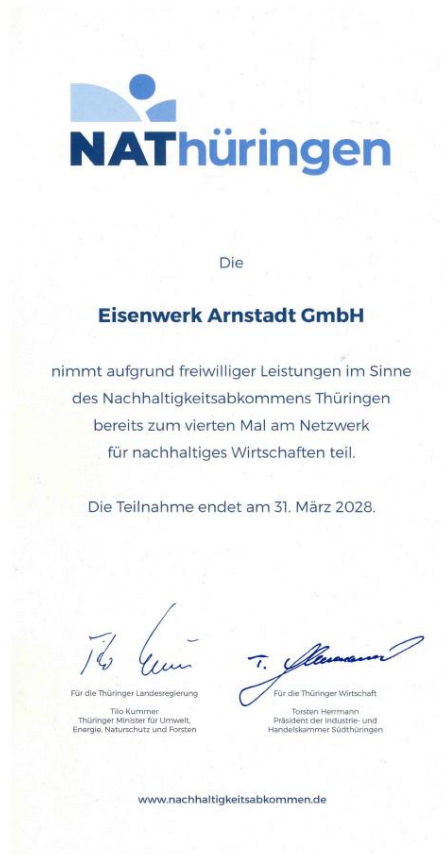 NAThüringen
Die
Eisenwerk Arnstadt GmbH
nimmt aufgrund freiwilliger Leistungen im Sinne
des Nachhaltigkeitsabkommens Thüringen
bereits zum vierten Mal am Netzwerk
für nachhaltiges Wirtschaften teil.
Die Teilnahme endet am 31. März 2028.
Für die Thüringer Landesregierung
Tilo Kummer
Thüringer Minister für Umwelt,
Energie, Naturschutz und Forsten
Für die Thüringer Wirtschaft
Torsten Herrmann
Präsident der Industrie- und
Handelskammer Südthüringen
www.nachhaltigkeitsabkommen.de